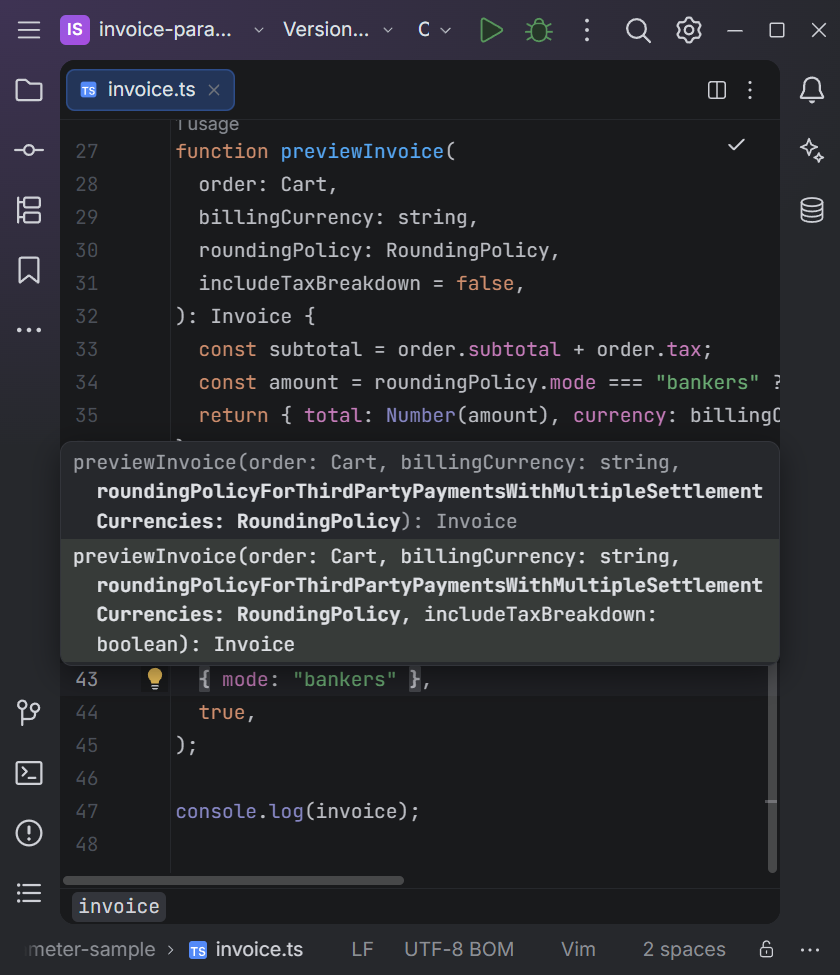 IS invoice-para... Version... C
TS invoice.ts
1 usage
27 function previewInvoice(
28 order: Cart,
29 billingCurrency: string,
30 roundingPolicy: RoundingPolicy,
31 includeTaxBreakdown = false,
32 ): Invoice {
33 const subtotal = order.subtotal + order.tax;
34 const amount = roundingPolicy.mode === "bankers" ?
35 return { total: Number(amount), currency: billingC
previewInvoice(order: Cart, billingCurrency: string,
roundingPolicyForThirdPartyPaymentsWithMultipleSettlement
Currencies: RoundingPolicy): Invoice
previewInvoice(order: Cart, billingCurrency: string,
roundingPolicyForThirdPartyPaymentsWithMultipleSettlement
Currencies: RoundingPolicy, includeTaxBreakdown:
boolean): Invoice
43 { mode: "bankers" },
44 true,
45 );
46
47 console.log(invoice);
48
invoice
meter-sample › TS invoice.ts LF UTF-8 BOM Vim 2 spaces